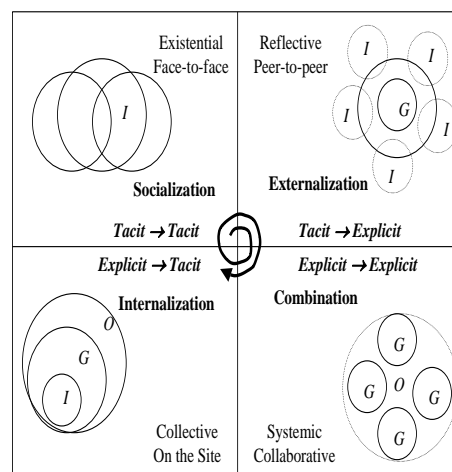 Existential
Face-to-face
I
Socialization
Tacit → Tacit
Reflective
Peer-to-peer
I
I
I
G
I
I
Externalization
Tacit → Explicit
Explicit → Tacit
Internalization
O
G
I
Collective
On the Site
Explicit → Explicit
Combination
G
G
O
G
G
Systemic
Collaborative